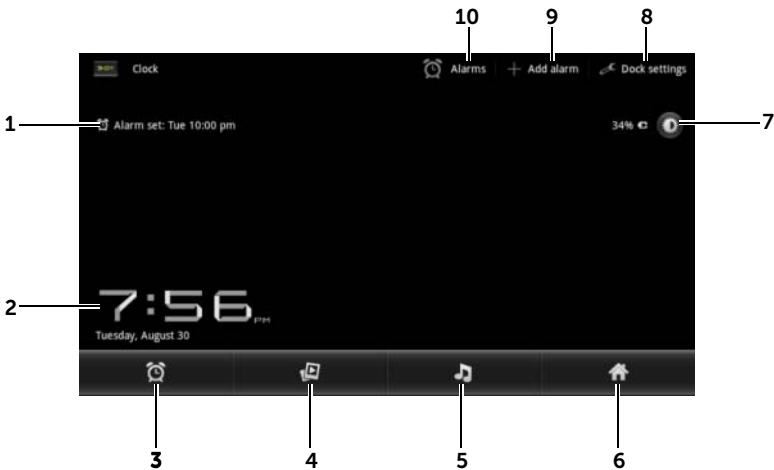 10 9 8
Clock Alarms Add alarm Dock settings
1 Alarm set: Tue 10:00 pm 34% 7
2 7:56 PM
Tuesday, August 30
3 4 5 6